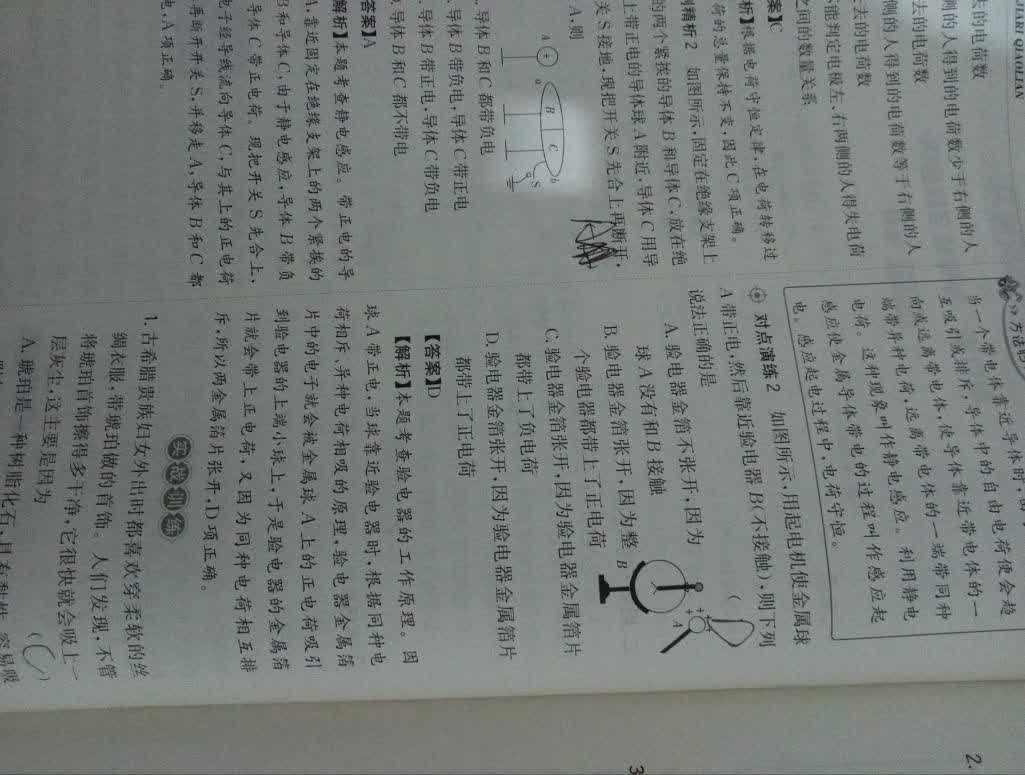 JIARI QIAOLIAN
去的电荷数
侧的人得到的电荷数少于右侧的人
去的电荷数
侧的人得到的电荷数等于右侧的人
去的电荷数
不能判定电极左、右两侧的人得失电荷
之间的数量关系
案】C
析】根据电荷守恒定律,在电荷转移过
荷的总量保持不变,因此C项正确。
精析2 如图所示,固定在绝缘支架上
的两个紧挨的导体B和导体C,放在绝
上带正电的导体球A附近,导体C用导
关S接地,现把开关S先合上再断开,
A,则
A
a
B
C
b
S
导体B和C都带负电
导体B带负电,导体C带正电
导体B带正电,导体C带负电
导体B和C都不带电
答案】A
解析】本题考查静电感应。带正电的导
A,靠近固定在绝缘支架上的两个紧挨的
B和导体C,由于静电感应,导体B带负
导体C带正电荷。现把开关S先合上,
电子经导线流向导体C,与其上的正电荷
再断开开关S,并移走A,导体B和C都
电,A项正确。
当一个带电体靠近导体时,
互吸引或排斥,导体中的自由电荷便会趋
向或远离带电体,使导体靠近带电体的一
端带异种电荷,远离带电体的一端带同种
电荷。这种现象叫作静电感应。利用静电
感应使金属导体带电的过程叫作感应起
电。感应起电过程中,电荷守恒。
对点演练2 如图所示,用起电机使金属球
A带正电,然后靠近验电器B(不接触),则下列
说法正确的是 ( )
A. 验电器金箔不张开,因为
球A没有和B接触
B. 验电器金箔张开,因为整
个验电器都带上了正电荷
C. 验电器金箔张开,因为验电器金属箔片
都带上了负电荷
D. 验电器金箔张开,因为验电器金属箔片
都带上了正电荷
A
B
【答案】D
【解析】本题考查验电器的工作原理。因
球A带正电,当球靠近验电器时,根据同种电
荷相斥、异种电荷相吸的原理,验电器金属箔
片中的电子就会被金属球A上的正电荷吸引
到验电器的上端小球上,于是验电器的金属箔
片就会带上正电荷,又因为同种电荷相互排
斥,所以两金属箔片张开,D项正确。
实战训练
1. 古希腊贵族妇女外出时都喜欢穿柔软的丝
绸衣服,带琥珀做的首饰。人们发现,不管
将琥珀首饰擦得多干净,它很快就会吸上一
层灰尘,这主要是因为 (C)
A. 琥珀是一种树脂化石,具有粘性,容易吸
2.
3